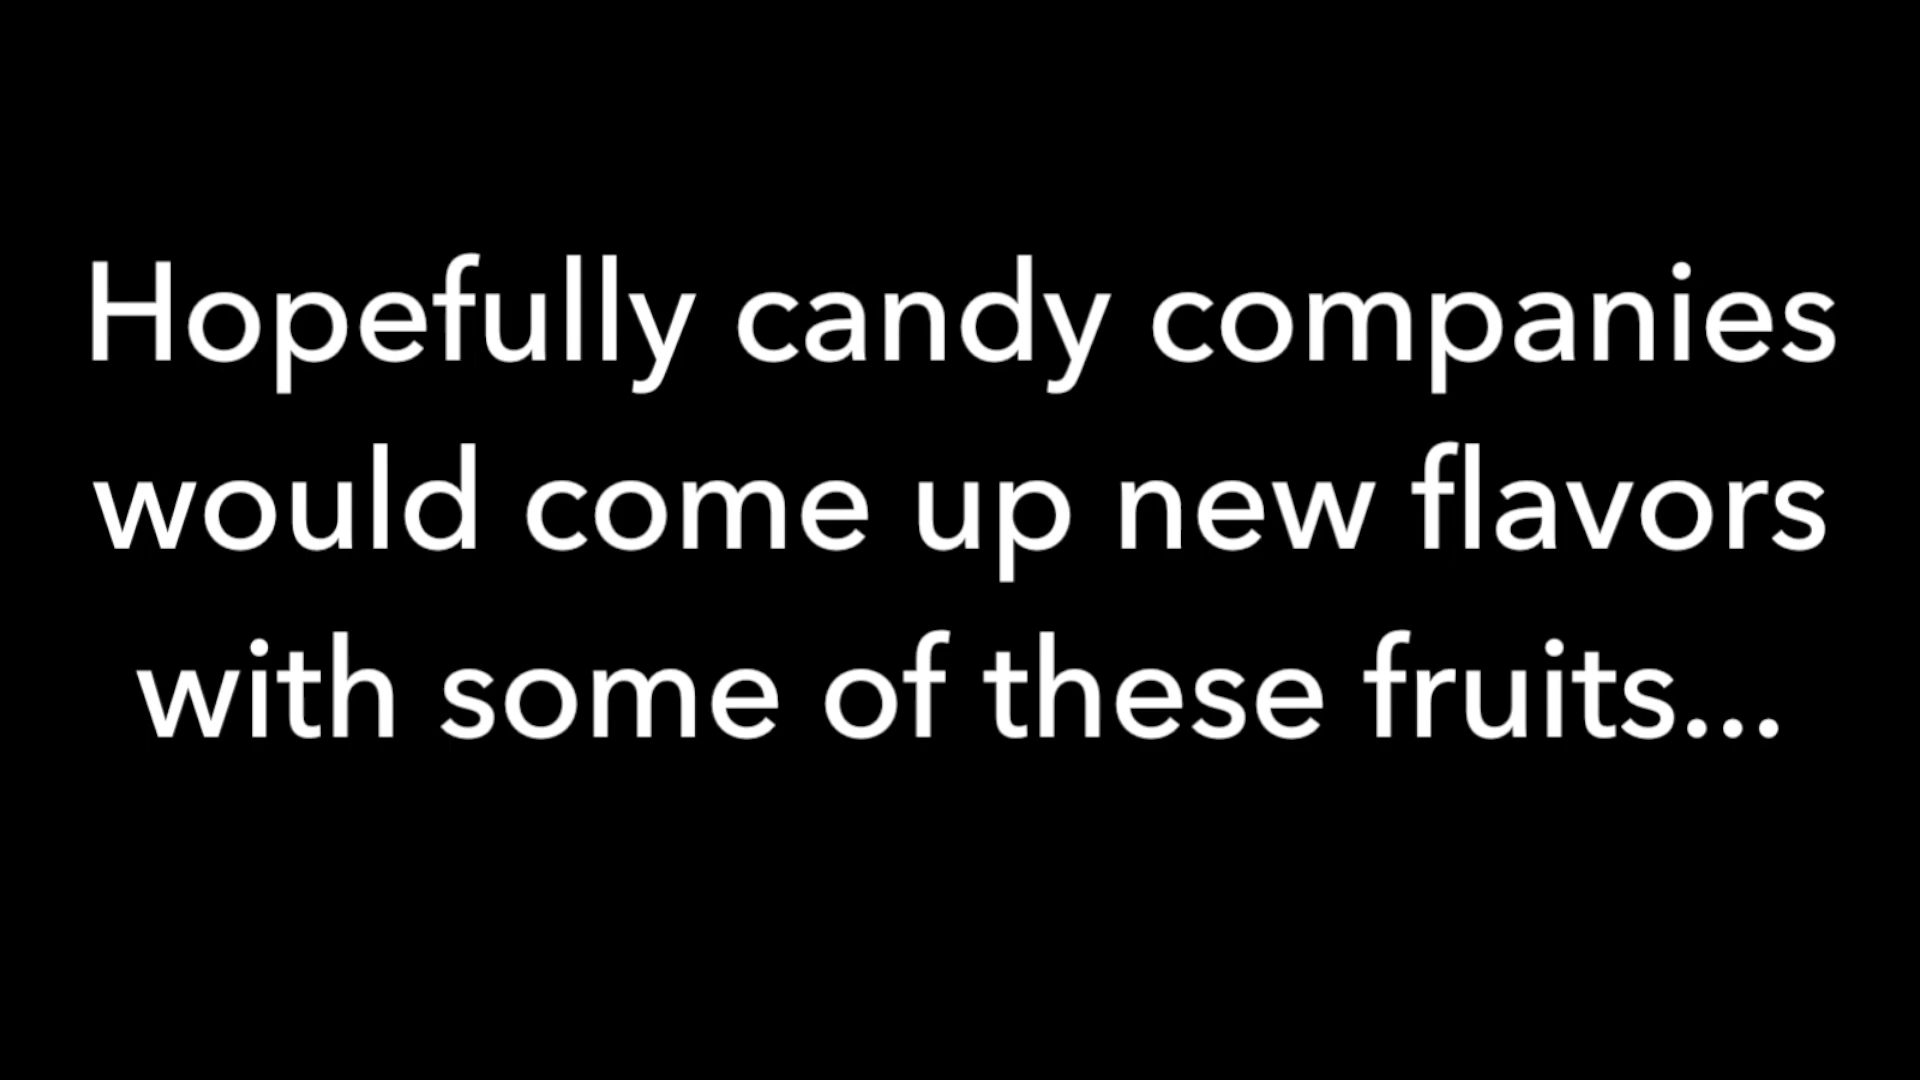 Hopefully candy companies
would come up new flavors
with some of these fruits...